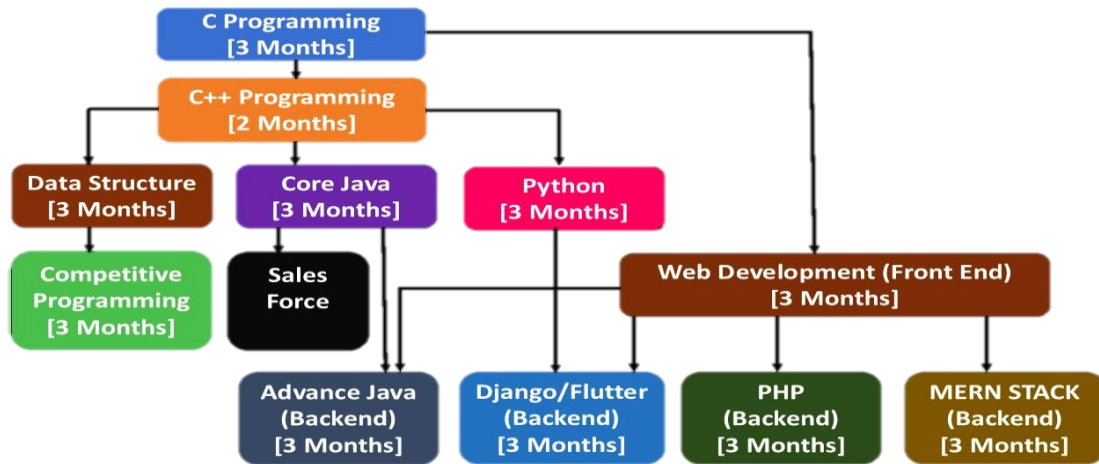 C Programming
[3 Months]
C++ Programming
[2 Months]
Data Structure
[3 Months]
Core Java
[3 Months]
Python
[3 Months]
Competitive
Programming
[3 Months]
Sales
Force
Web Development (Front End)
[3 Months]
Advance Java
(Backend)
[3 Months]
Django/Flutter
(Backend)
[3 Months]
PHP
(Backend)
[3 Months]
MERN STACK
(Backend)
[3 Months]